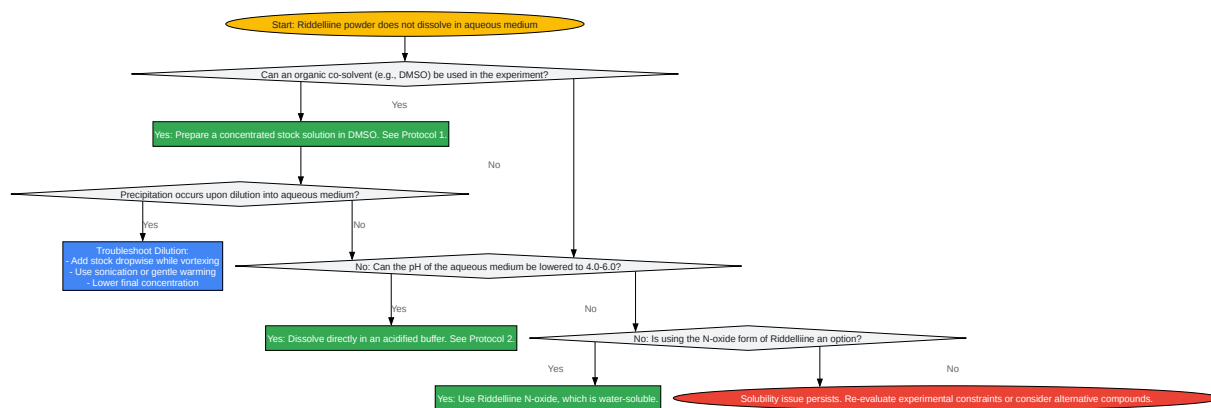 Start: Riddelliine powder does not dissolve in aqueous medium
Can an organic co-solvent (e.g., DMSO) be used in the experiment?
Yes
Yes: Prepare a concentrated stock solution in DMSO. See Protocol 1.
No
Precipitation occurs upon dilution into aqueous medium?
Yes
No
Troubleshoot Dilution:
- Add stock dropwise while vortexing
- Use sonication or gentle warming
- Lower final concentration
No: Can the pH of the aqueous medium be lowered to 4.0-6.0?
Yes
No
Yes: Dissolve directly in an acidified buffer. See Protocol 2.
No: Is using the N-oxide form of Riddelliine an option?
Yes
No
Yes: Use Riddelliine N-oxide, which is water-soluble.
Solubility issue persists. Re-evaluate experimental constraints or consider alternative compounds.